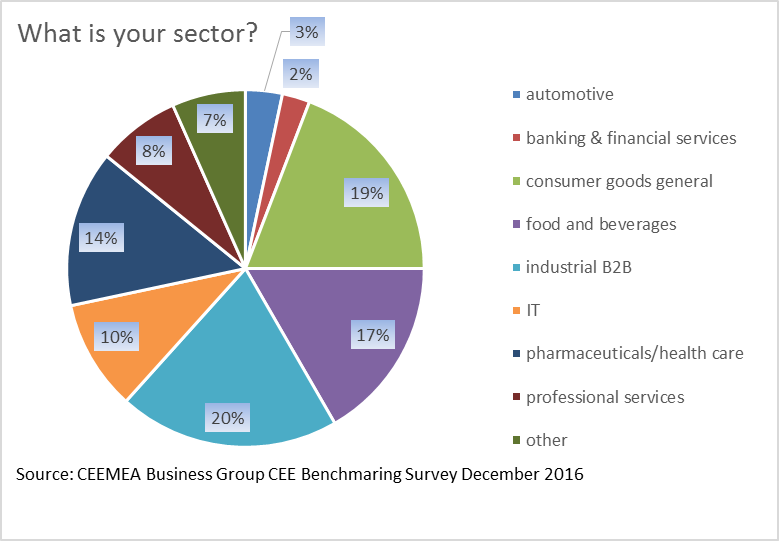 What is your sector?
3%
2%
7%
8%
19%
14%
10%
17%
20%
automotive
banking & financial services
consumer goods general
food and beverages
industrial B2B
IT
pharmaceuticals/health care
professional services
other
Source: CEEMEA Business Group CEE Benchmaring Survey December 2016